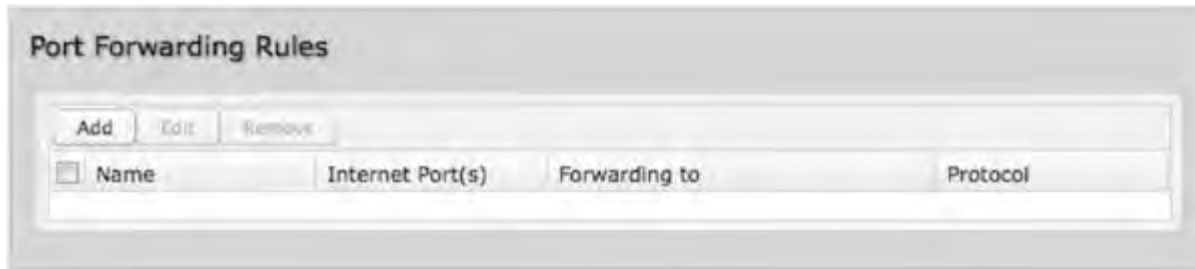 Port Forwarding Rules
Add Edit Remove
Name Internet Port(s) Forwarding to Protocol